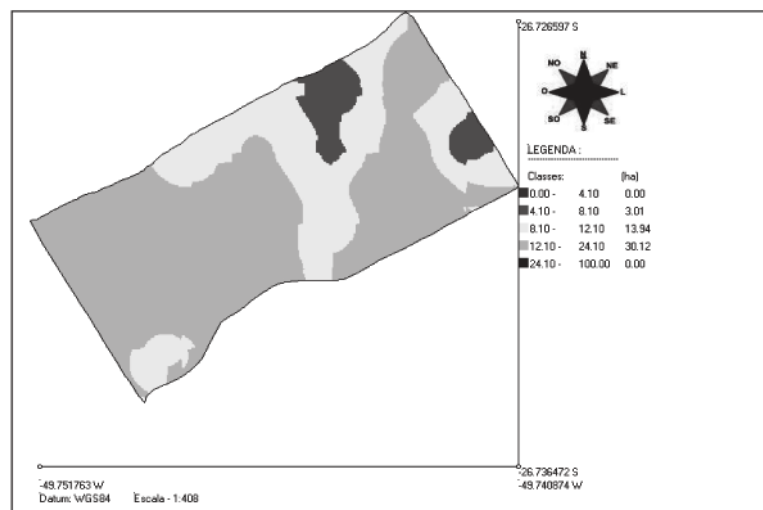 -26.726597 S
N
NO NE
O L
SO SE
S
LEGENDA :
Classes: (ha)
0.00 - 4.10 0.00
4.10 - 8.10 3.01
8.10 - 12.10 13.94
12.10 - 24.10 30.12
24.10 - 100.00 0.00
-26.736472 S
-49.751763 W -49.740874 W
Datum: WGS84 Escala - 1:408